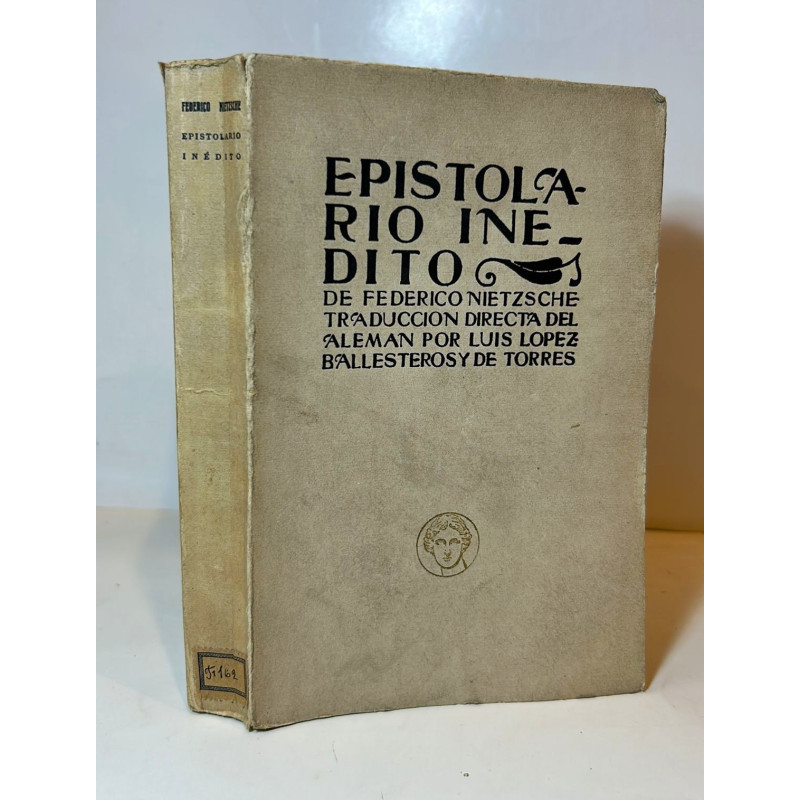 FEDERICO NIETZSCHE
EPISTOLARIO
INÉDITO
EPISTOLA-
RIO INE-
DITO
DE FEDERICO NIETZSCHE
TRADUCCION DIRECTA DEL
ALEMAN POR LUIS LOPEZ-
BALLESTEROS Y DE TORRES
162